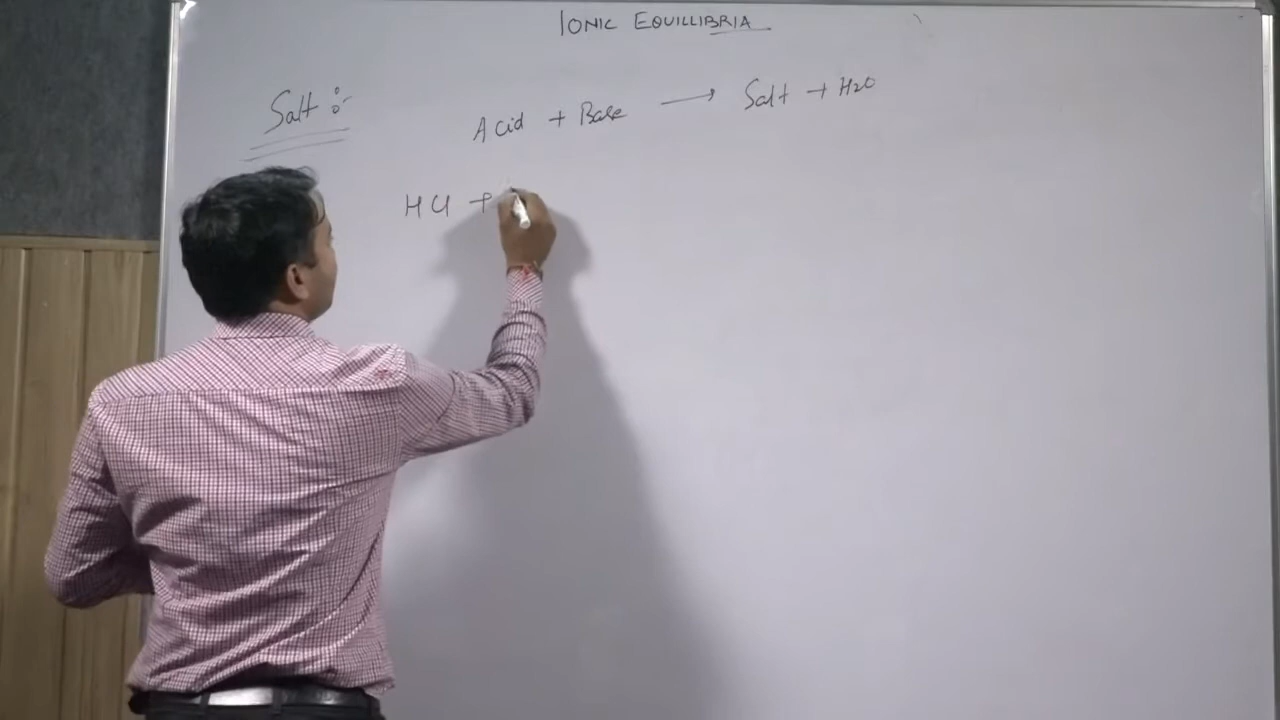 IONIC EQUILLIBRIA
Salt :-
Acid + Base → Salt + H2O
HCl +